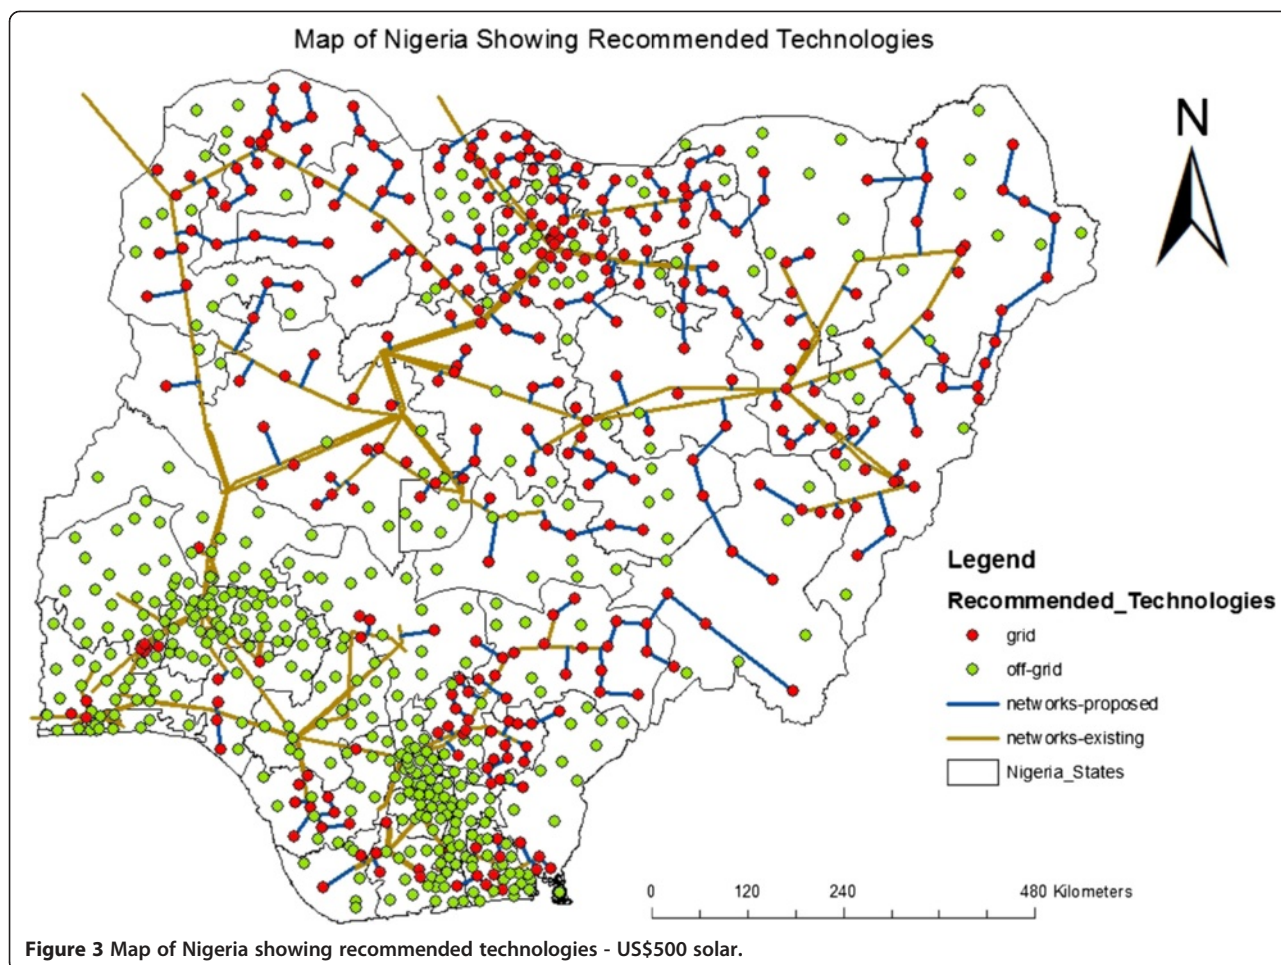 Map of Nigeria Showing Recommended Technologies
N
Legend
Recommended_Technologies
grid
off-grid
networks-proposed
networks-existing
Nigeria_States
0 120 240 480 Kilometers
Figure 3 Map of Nigeria showing recommended technologies - US$500 solar.